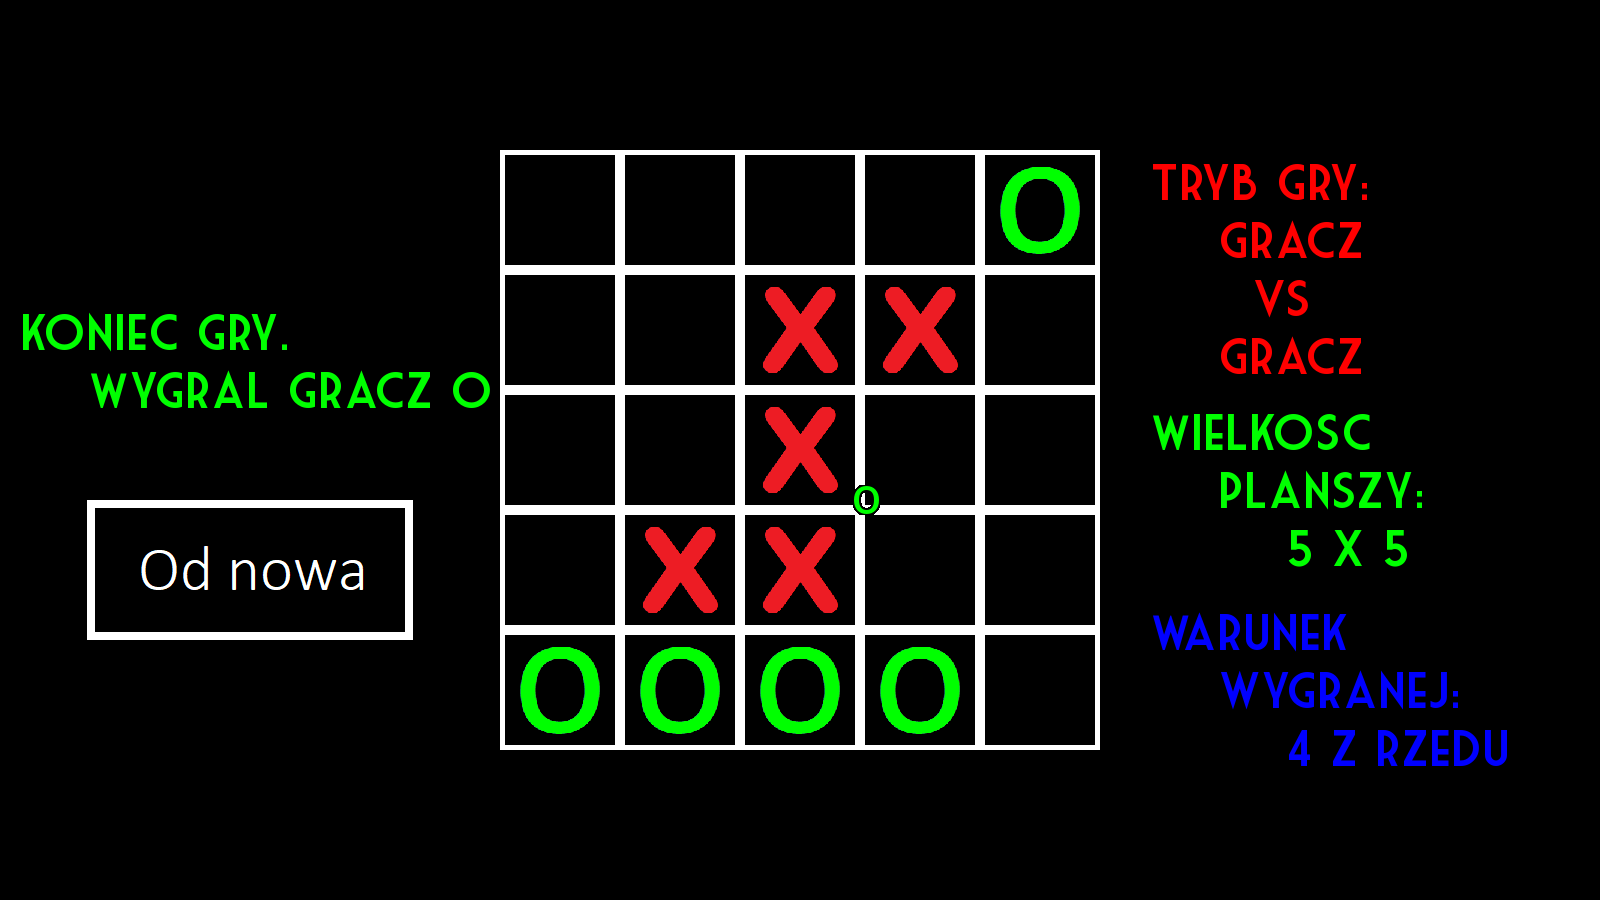 KONIEC GRY.
WYGRAL GRACZ O
Od nowa
O
X X
X
O
X X
O O O O
TRYB GRY:
GRACZ
VS
GRACZ
WIELKOSC
PLANSZY:
5 X 5
WARUNEK
WYGRANEJ:
4 Z RZEDU